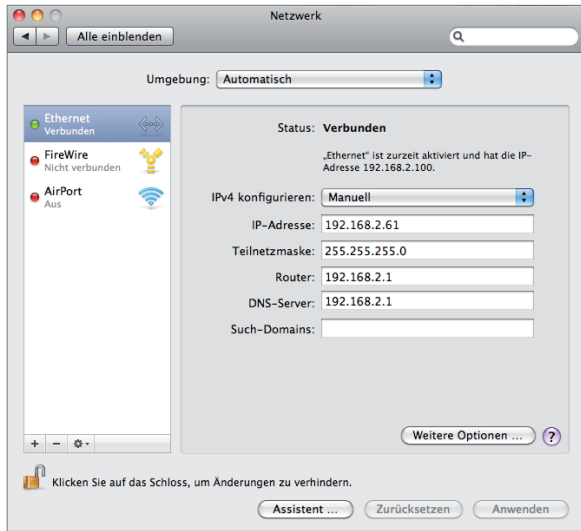 Netzwerk
Alle einblenden
Umgebung: Automatisch
Ethernet
Verbunden
FireWire
Nicht verbunden
AirPort
Aus
Status: Verbunden
„Ethernet" ist zurzeit aktiviert und hat die IP-
Adresse 192.168.2.100.
IPv4 konfigurieren: Manuell
IP-Adresse: 192.168.2.61
Teilnetzmaske: 255.255.255.0
Router: 192.168.2.1
DNS-Server: 192.168.2.1
Such-Domains:
Weitere Optionen ... ?
Klicken Sie auf das Schloss, um Änderungen zu verhindern.
Assistent ... Zurücksetzen Anwenden